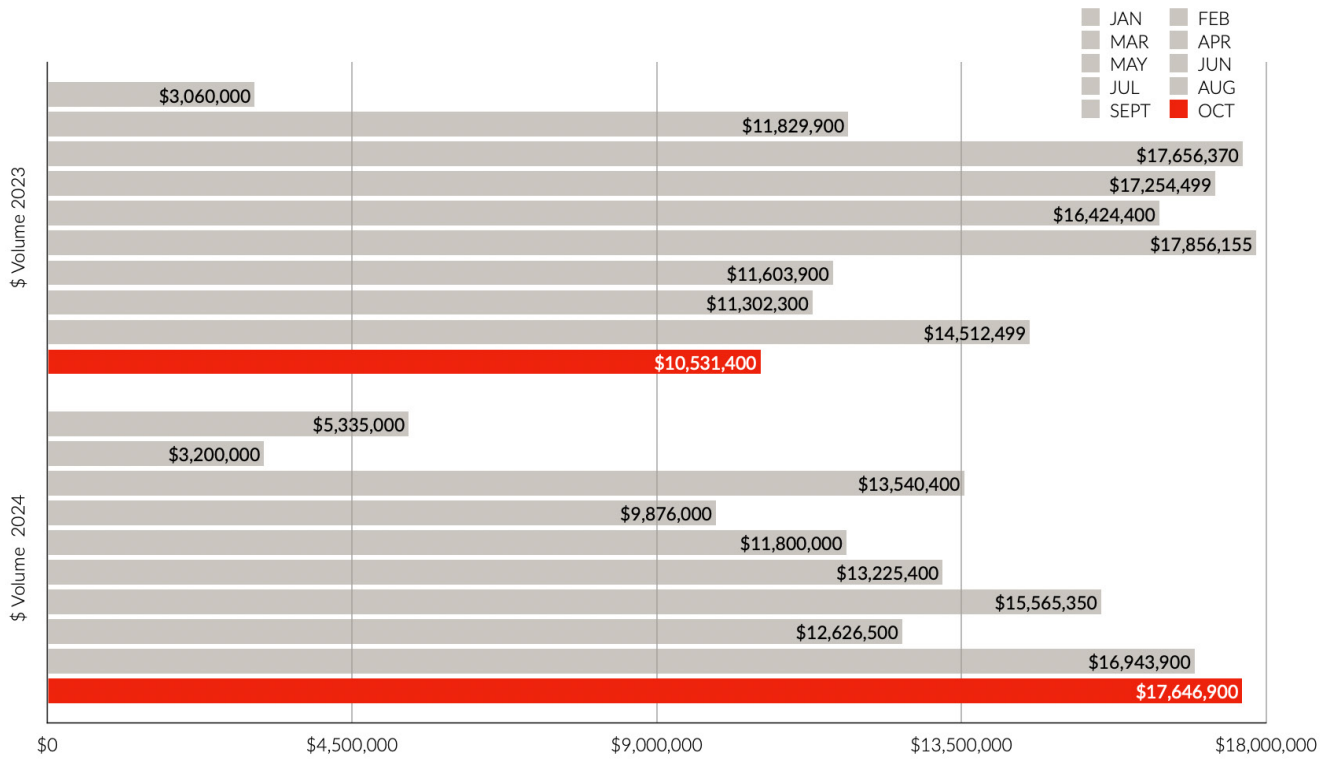 JAN FEB
MAR APR
MAY JUN
JUL AUG
SEPT OCT
$ Volume 2023
$3,060,000
$11,829,900
$17,656,370
$17,254,499
$16,424,400
$17,856,155
$11,603,900
$11,302,300
$14,512,499
$10,531,400
$ Volume 2024
$5,335,000
$3,200,000
$13,540,400
$9,876,000
$11,800,000
$13,225,400
$15,565,350
$12,626,500
$16,943,900
$17,646,900
$0 $4,500,000 $9,000,000 $13,500,000 $18,000,000